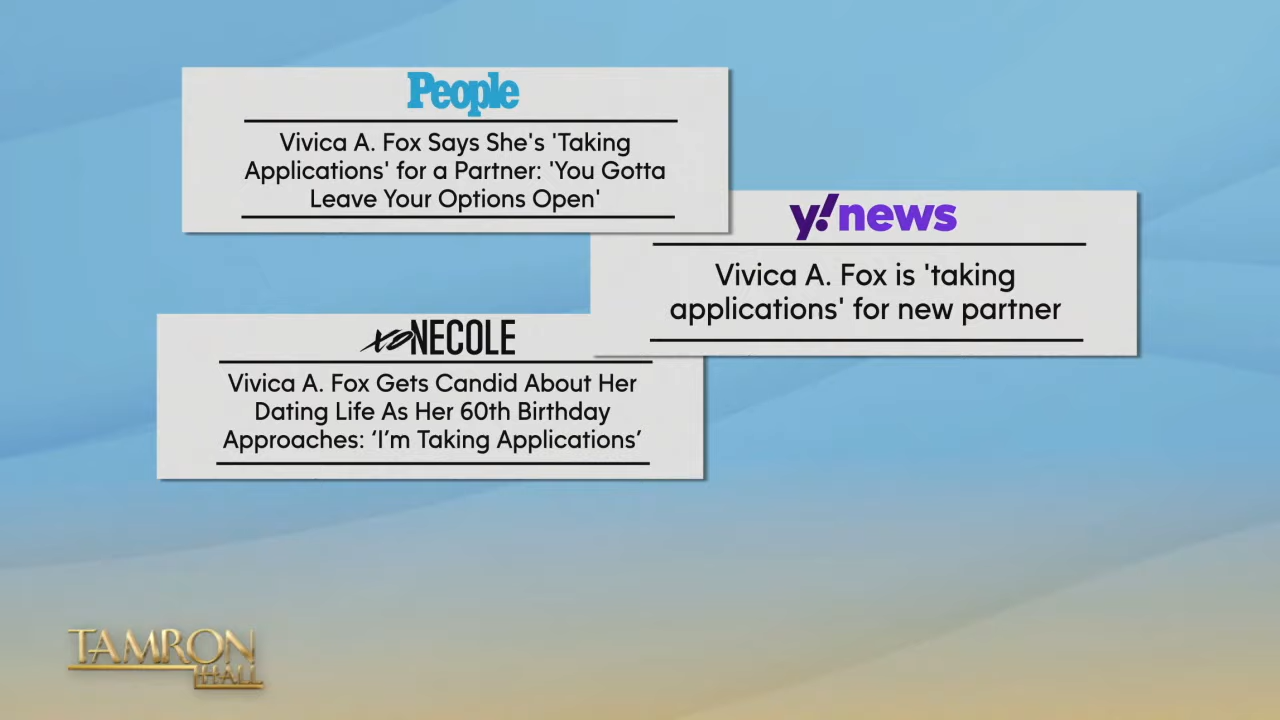 People
Vivica A. Fox Says She's 'Taking
Applications' for a Partner: 'You Gotta
Leave Your Options Open'
y!news
Vivica A. Fox is 'taking
applications' for new partner
xoNECOLE
Vivica A. Fox Gets Candid About Her
Dating Life As Her 60th Birthday
Approaches: ‘I’m Taking Applications’
TAMRON
HALL